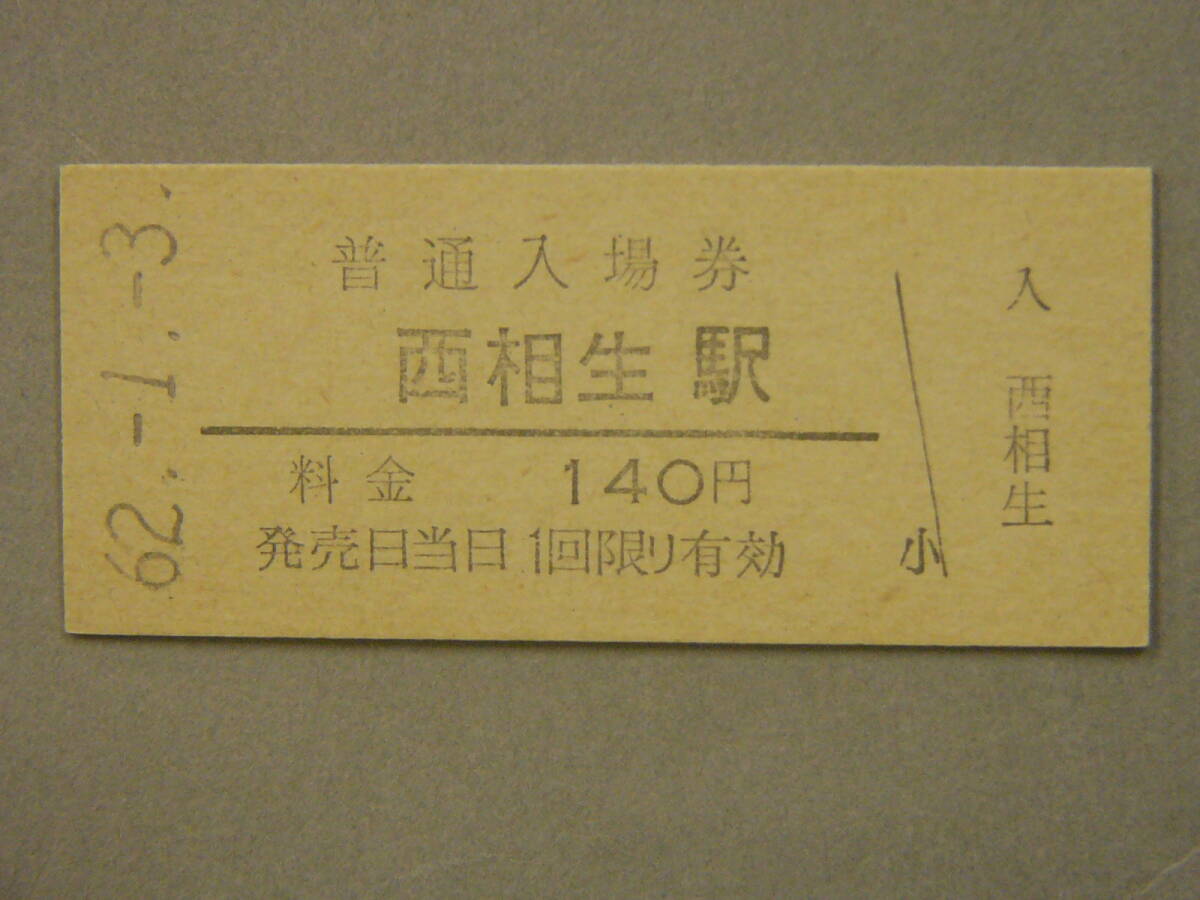 62.-1.-3.
普通入場券
西相生駅
料金 140円
発売日当日1回限り有効
小
入
西相生